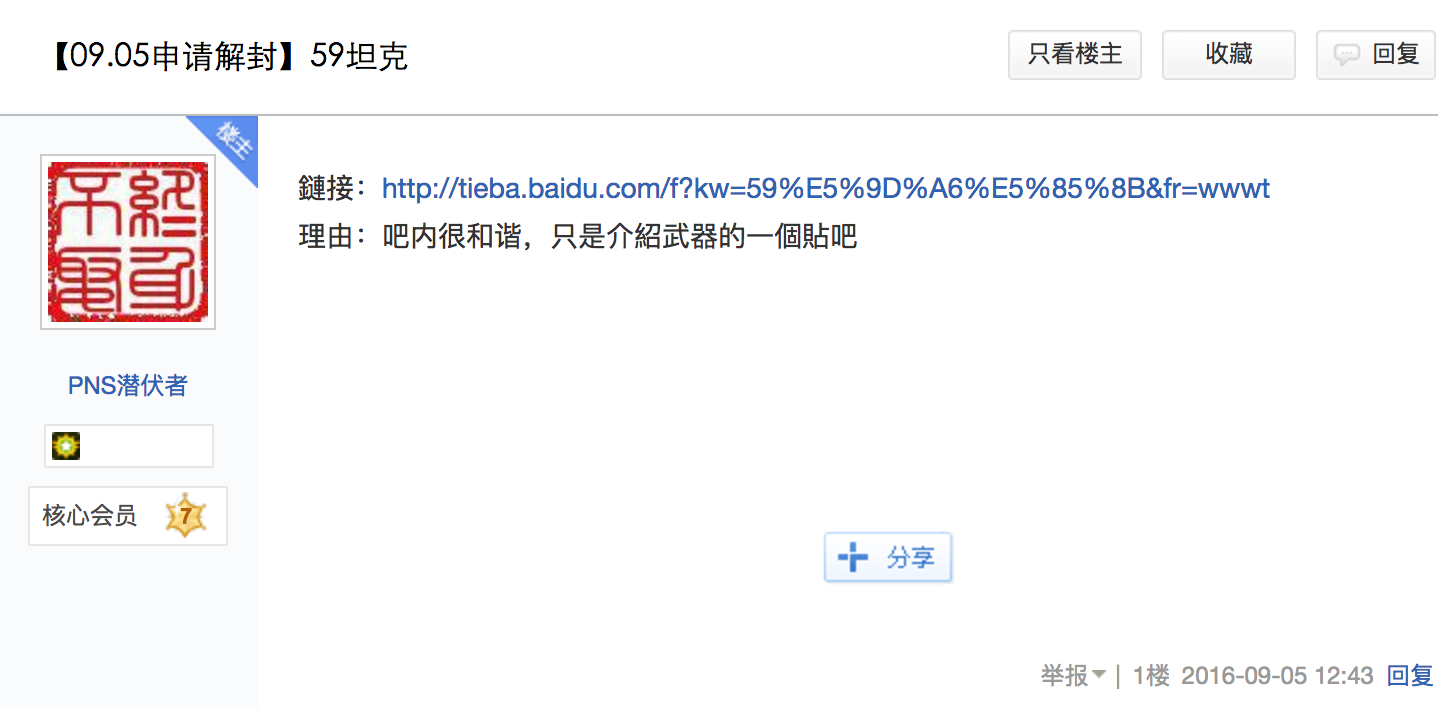 【09.05申请解封】59坦克
只看楼主
收藏
回复
楼主
鏈接：http://tieba.baidu.com/f?kw=59%E5%9D%A6%E5%85%8B&fr=wwwt
理由：吧内很和谐，只是介紹武器的一個貼吧
PNS潜伏者
核心会员 7
分享
举报 | 1楼 2016-09-05 12:43 回复